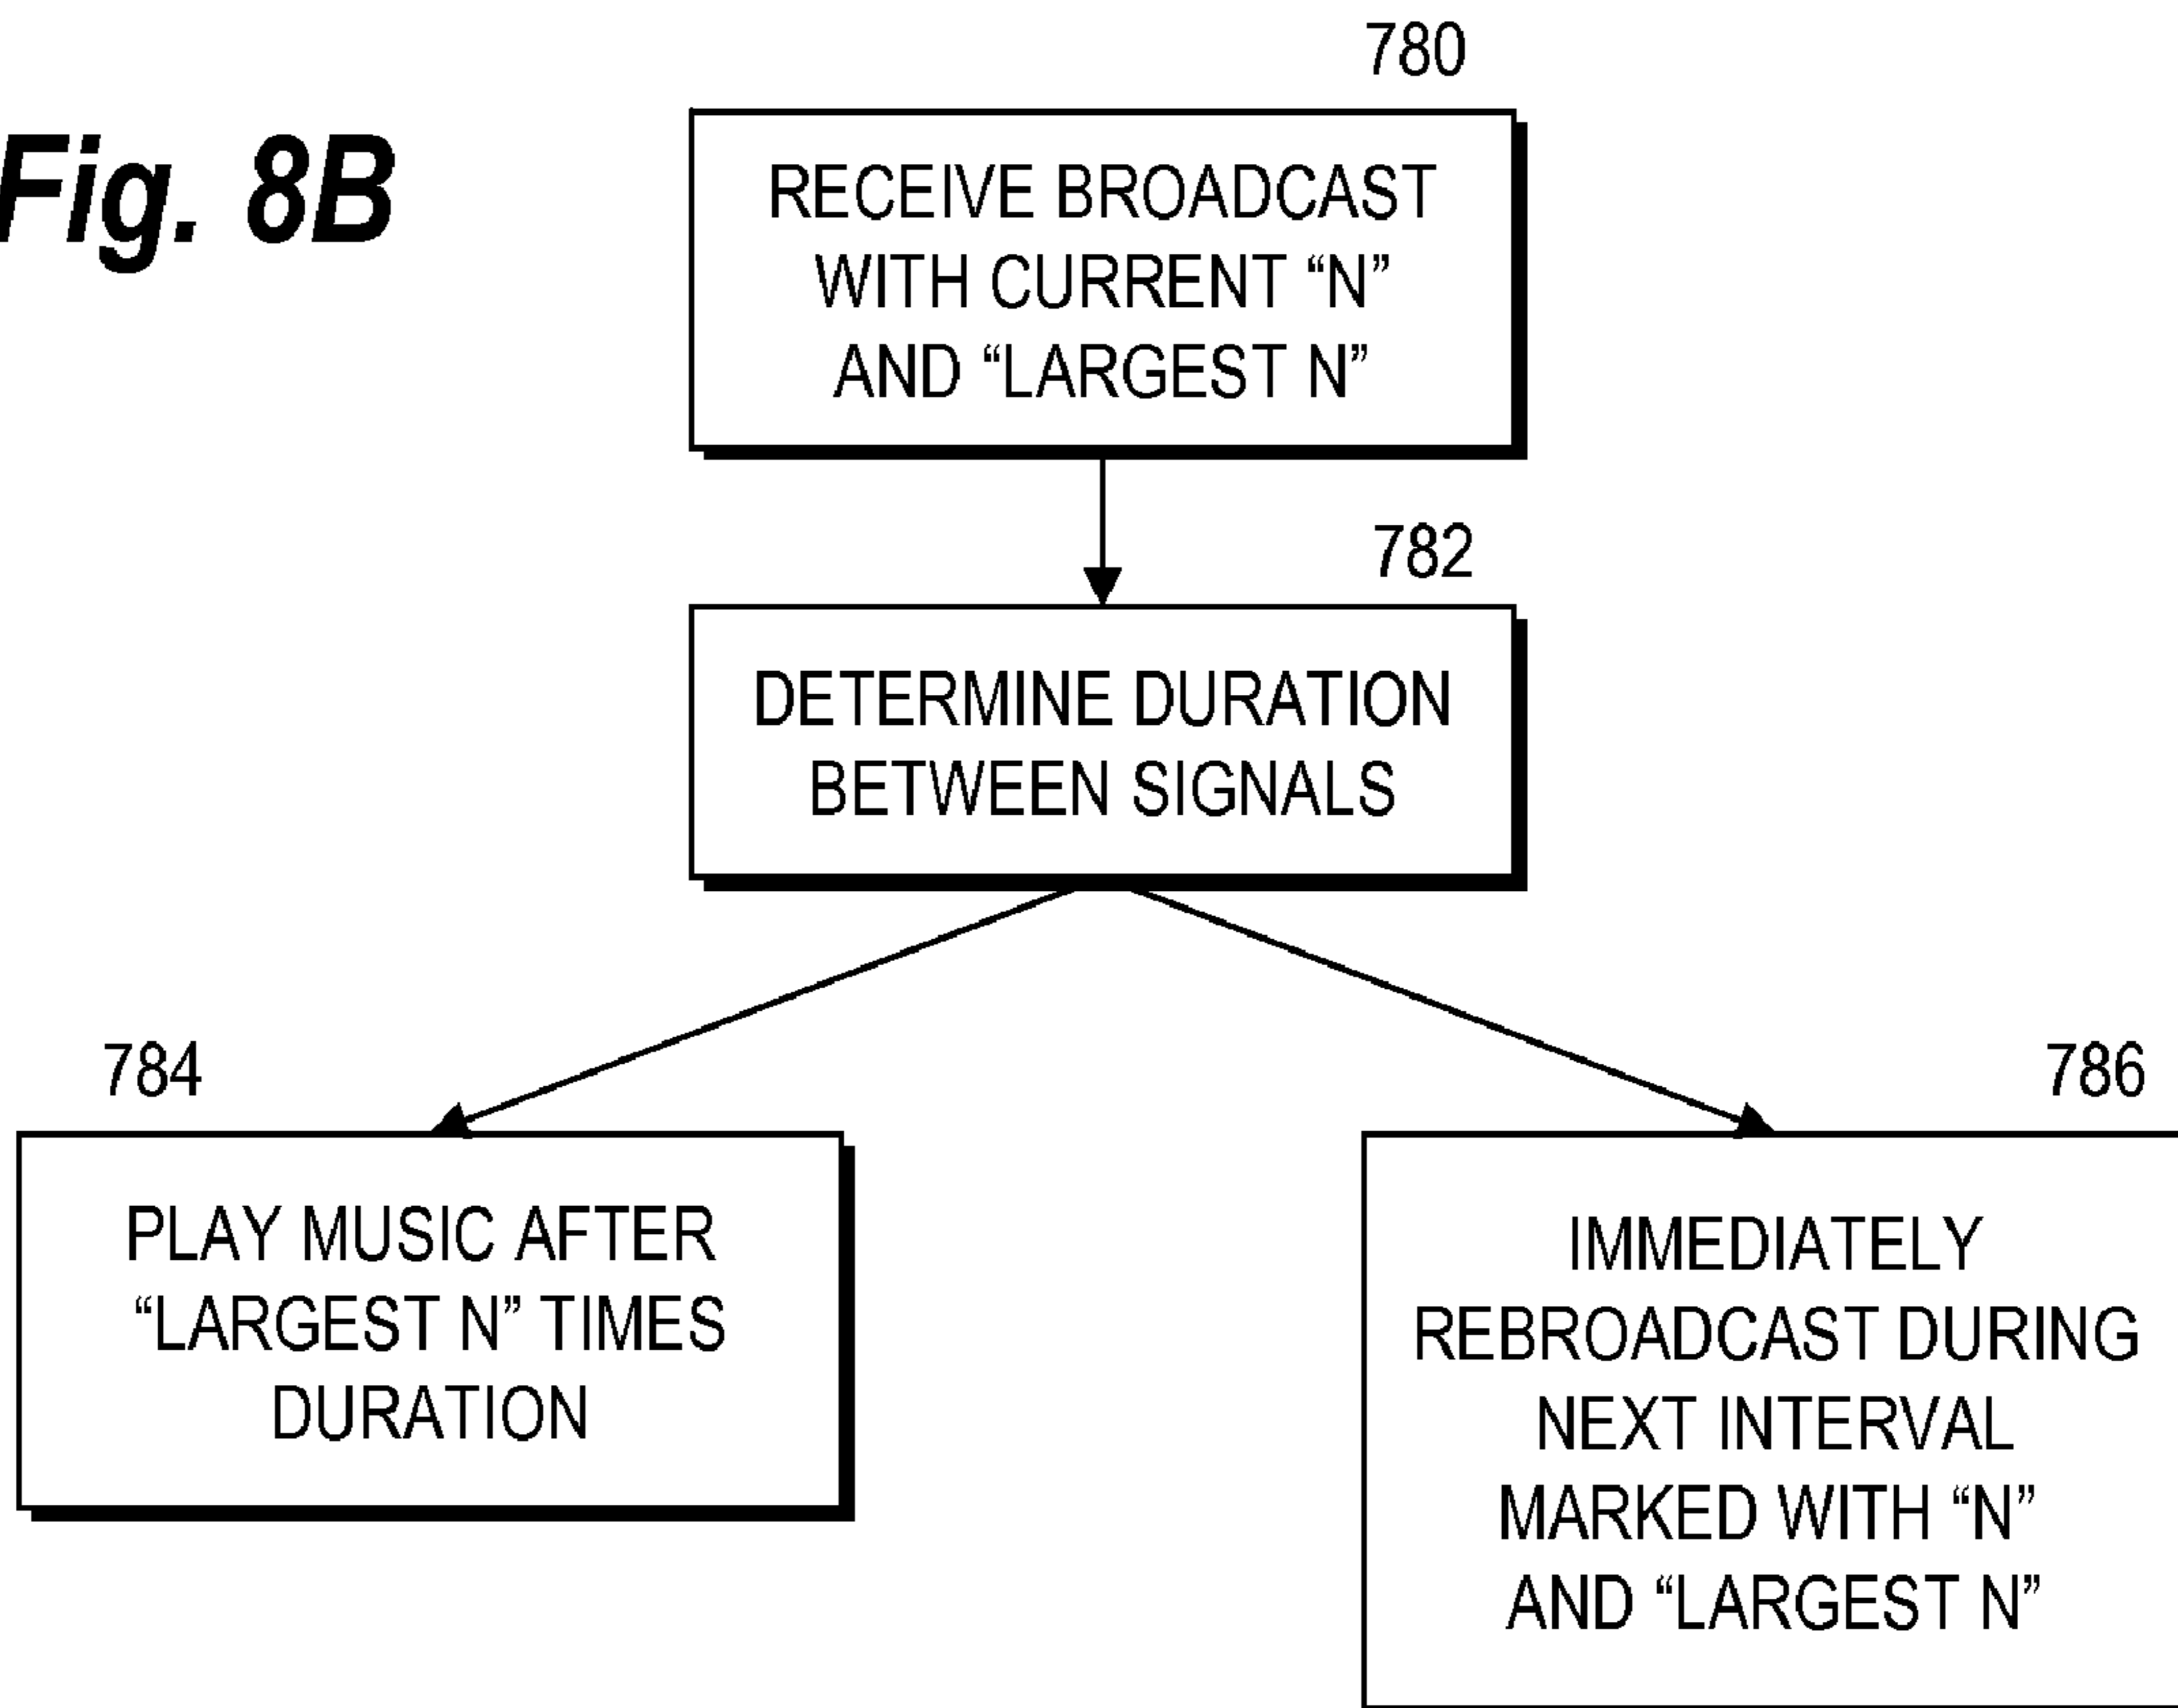 Fig. 8B
780
RECEIVE BROADCAST
WITH CURRENT “N”
AND “LARGEST N”
782
DETERMINE DURATION
BETWEEN SIGNALS
784
PLAY MUSIC AFTER
“LARGEST N” TIMES
DURATION
786
IMMEDIATELY
REBROADCAST DURING
NEXT INTERVAL
MARKED WITH “N”
AND “LARGEST N”